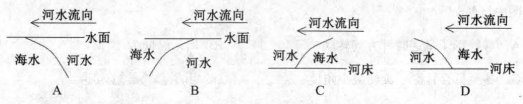 河水流向 河水流向 河水流向 河水流向
水面 水面
海水 河水 海水 河水 河水 海水 河水 海水
河床 河床
A B C D